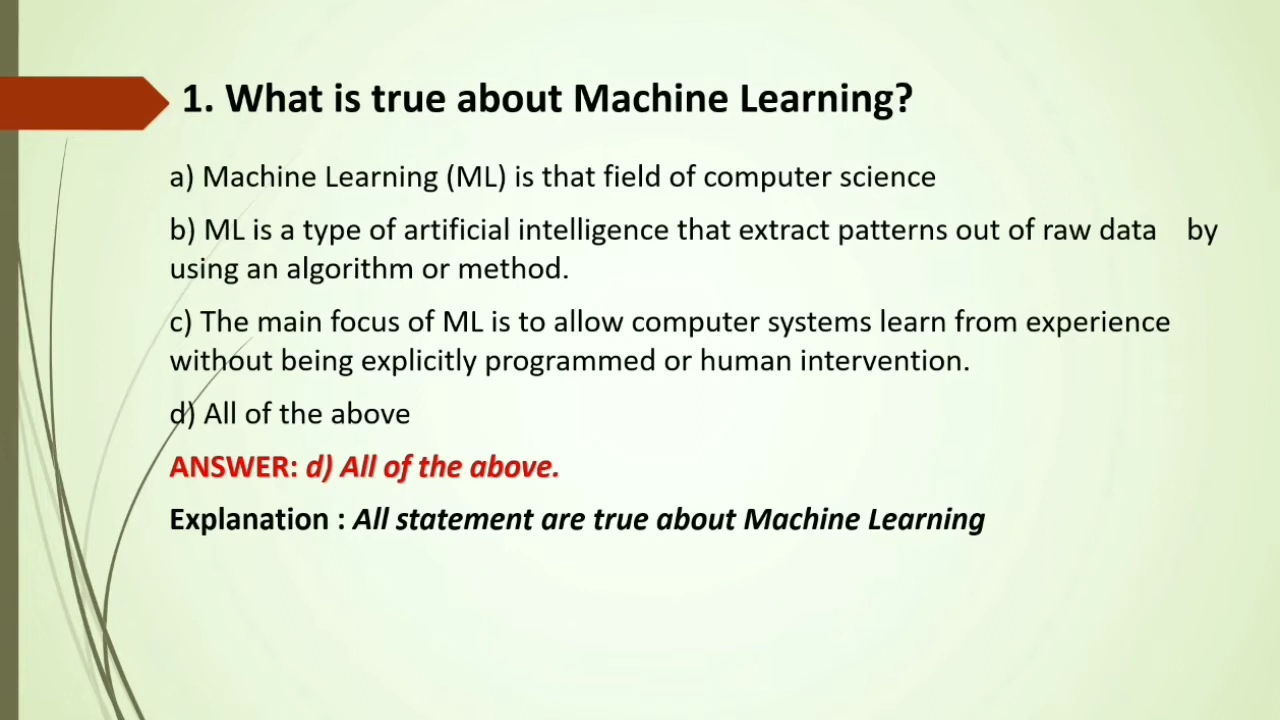 1. What is true about Machine Learning?
a) Machine Learning (ML) is that field of computer science
b) ML is a type of artificial intelligence that extract patterns out of raw data by
using an algorithm or method.
c) The main focus of ML is to allow computer systems learn from experience
without being explicitly programmed or human intervention.
d) All of the above
ANSWER: d) All of the above.
Explanation : All statement are true about Machine Learning